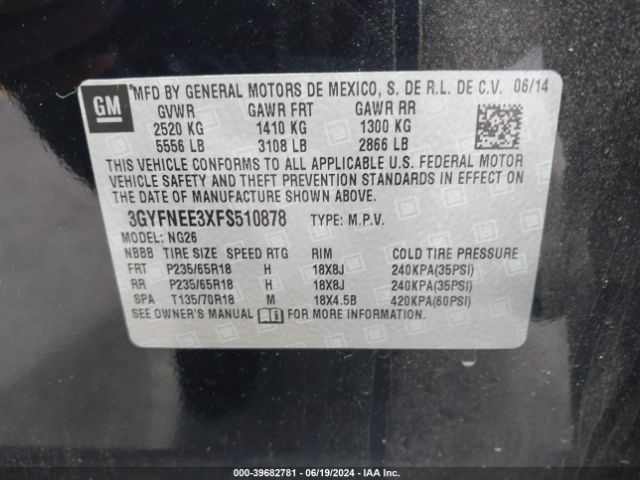 GM
*MFD BY GENERAL MOTORS DE MEXICO, S. DE R.L. DE C.V. 06/14
GVWR GAWR FRT GAWR RR
2520 KG 1410 KG 1300 KG
5556 LB 3108 LB 2866 LB
THIS VEHICLE CONFORMS TO ALL APPLICABLE U.S. FEDERAL MOTOR
VEHICLE SAFETY AND THEFT PREVENTION STANDARDS IN EFFECT ON
THE DATE OF MANUFACTURE SHOWN ABOVE.
3GYFNEE3XFS510878 TYPE: M.P.V.
MODEL: NG26
NBBB TIRE SIZE SPEED RTG RIM COLD TIRE PRESSURE
FRT P235/65R18 H 18X8J 240KPA(35PSI)
RR P235/65R18 H 18X8J 240KPA(35PSI)
SPA T135/70R18 M 18X4.5B 420KPA(60PSI)
SEE OWNER'S MANUAL FOR MORE INFORMATION.
000-39682781 - 06/19/2024 - IAA Inc.